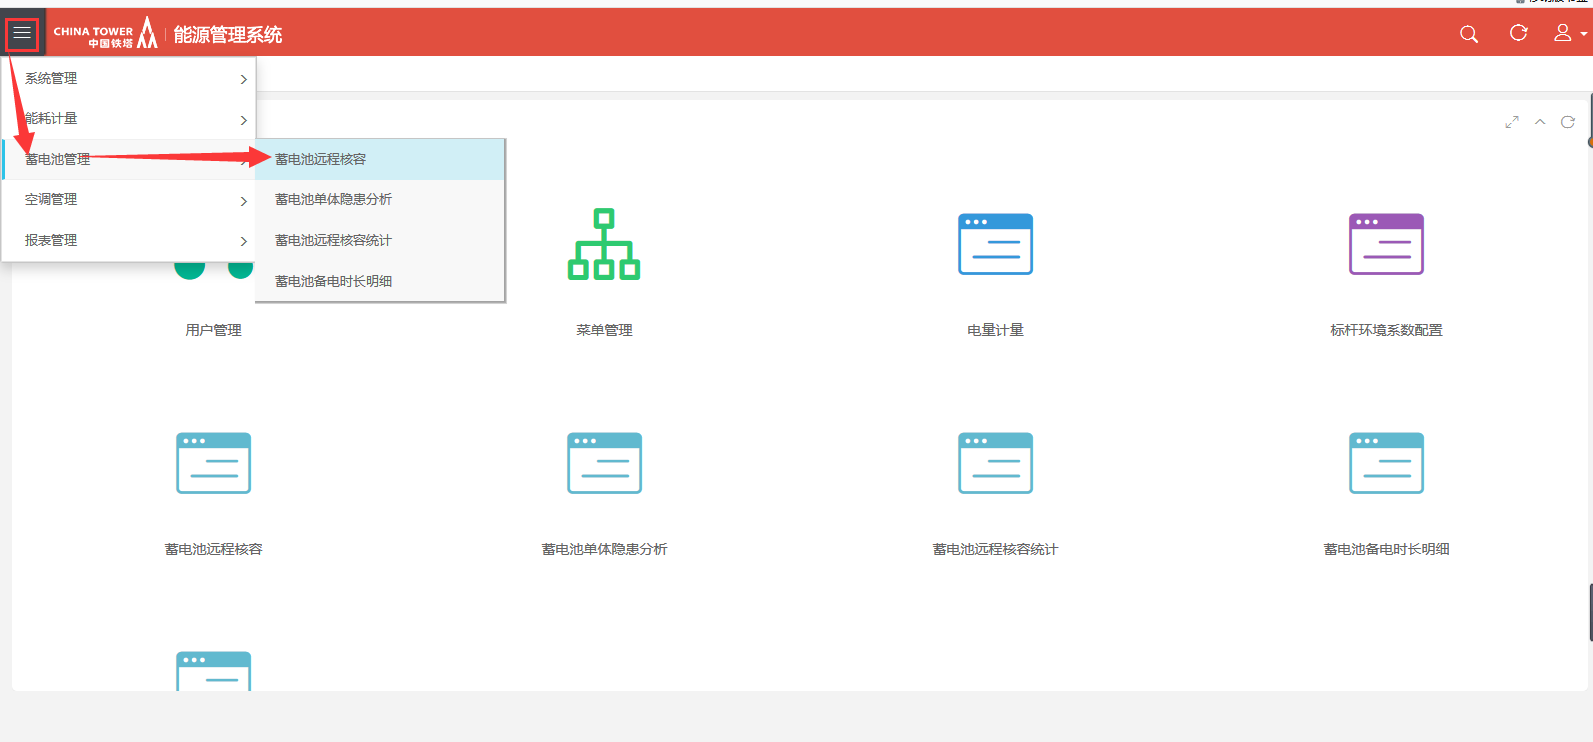 CHINA TOWER
中国铁塔
能源管理系统
系统管理
能耗计量
蓄电池管理
空调管理
报表管理
蓄电池远程核容
蓄电池单体隐患分析
蓄电池远程核容统计
蓄电池备电时长明细
用户管理
菜单管理
电量计量
标杆环境系数配置
蓄电池远程核容
蓄电池单体隐患分析
蓄电池远程核容统计
蓄电池备电时长明细